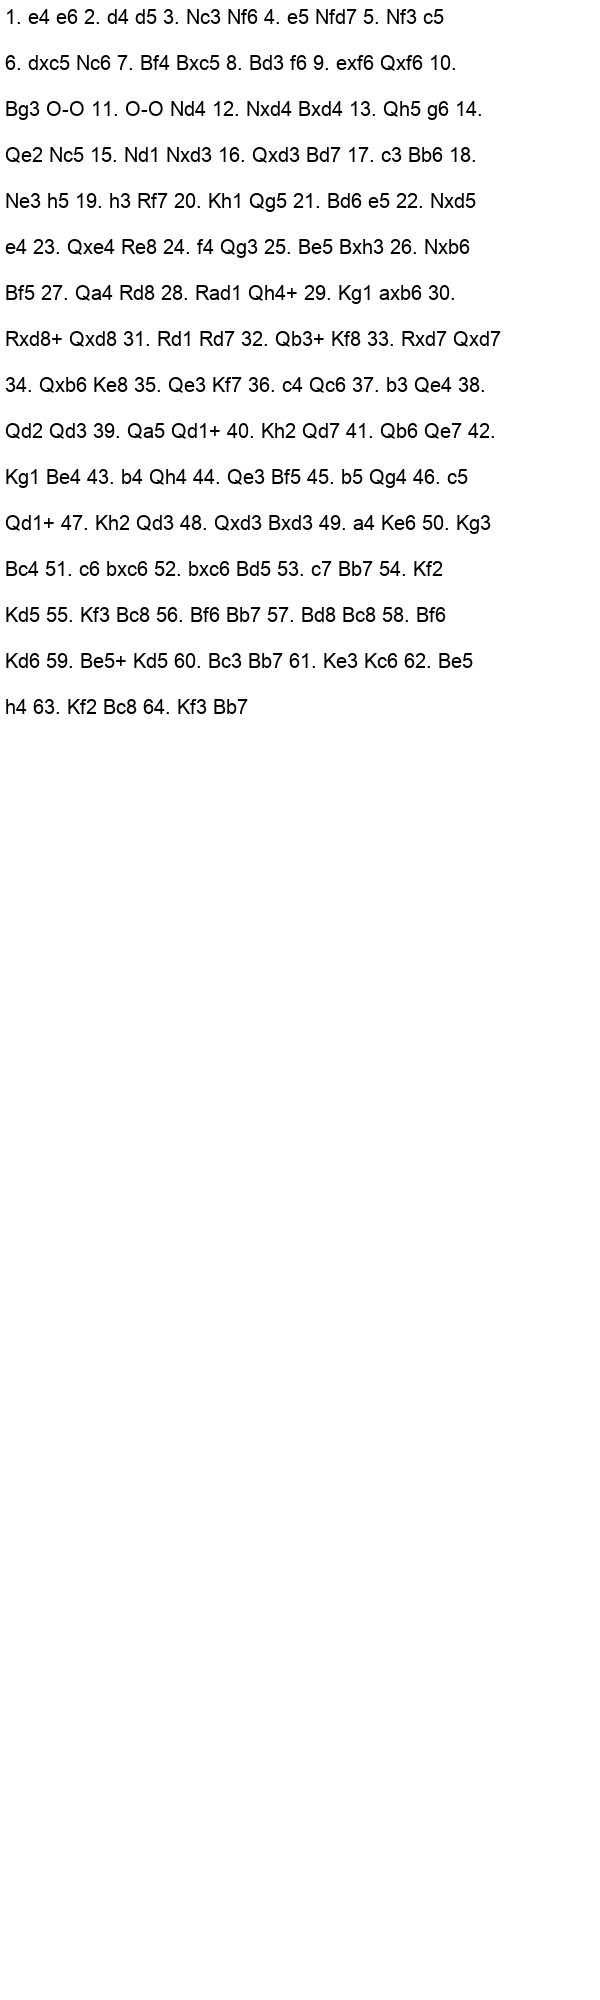 1. e4 e6 2. d4 d5 3. Nc3 Nf6 4. e5 Nfd7 5. Nf3 c5
6. dxc5 Nc6 7. Bf4 Bxc5 8. Bd3 f6 9. exf6 Qxf6 10.
Bg3 O-O 11. O-O Nd4 12. Nxd4 Bxd4 13. Qh5 g6 14.
Qe2 Nc5 15. Nd1 Nxd3 16. Qxd3 Bd7 17. c3 Bb6 18.
Ne3 h5 19. h3 Rf7 20. Kh1 Qg5 21. Bd6 e5 22. Nxd5
e4 23. Qxe4 Re8 24. f4 Qg3 25. Be5 Bxh3 26. Nxb6
Bf5 27. Qa4 Rd8 28. Rad1 Qh4+ 29. Kg1 axb6 30.
Rxd8+ Qxd8 31. Rd1 Rd7 32. Qb3+ Kf8 33. Rxd7 Qxd7
34. Qxb6 Ke8 35. Qe3 Kf7 36. c4 Qc6 37. b3 Qe4 38.
Qd2 Qd3 39. Qa5 Qd1+ 40. Kh2 Qd7 41. Qb6 Qe7 42.
Kg1 Be4 43. b4 Qh4 44. Qe3 Bf5 45. b5 Qg4 46. c5
Qd1+ 47. Kh2 Qd3 48. Qxd3 Bxd3 49. a4 Ke6 50. Kg3
Bc4 51. c6 bxc6 52. bxc6 Bd5 53. c7 Bb7 54. Kf2
Kd5 55. Kf3 Bc8 56. Bf6 Bb7 57. Bd8 Bc8 58. Bf6
Kd6 59. Be5+ Kd5 60. Bc3 Bb7 61. Ke3 Kc6 62. Be5
h4 63. Kf2 Bc8 64. Kf3 Bb7